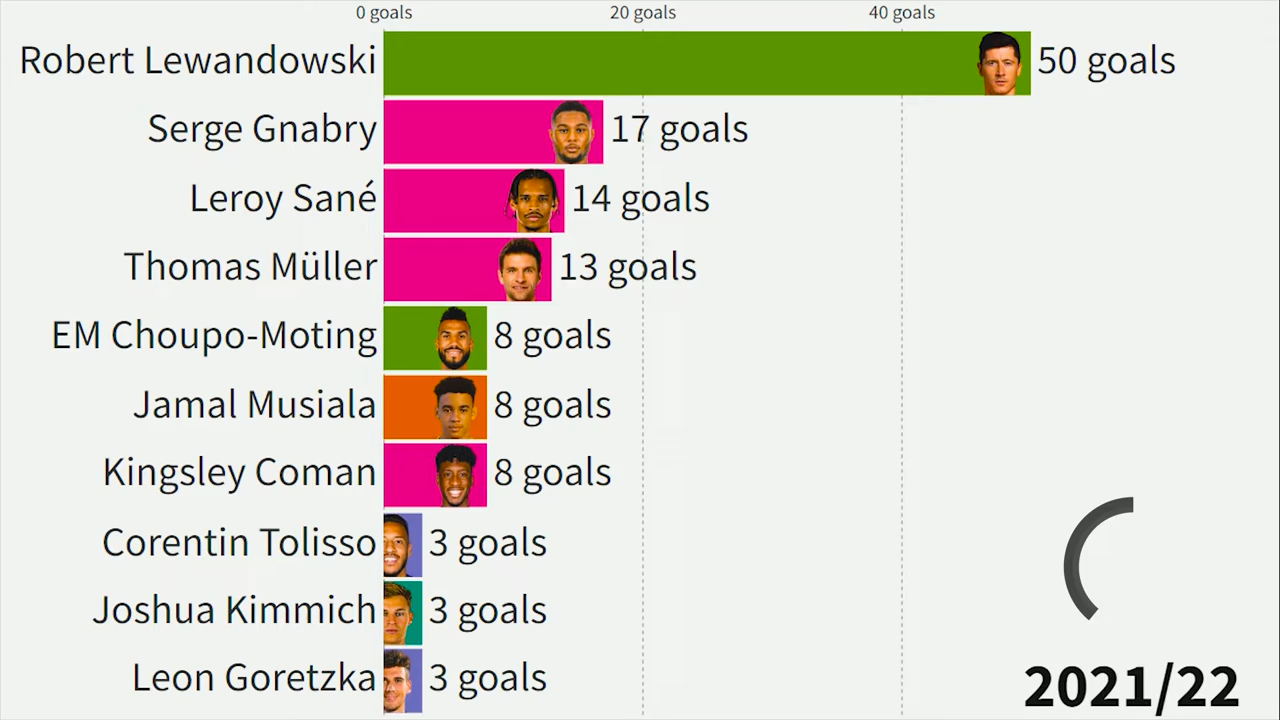 0 goals 20 goals 40 goals
Robert Lewandowski 50 goals
Serge Gnabry 17 goals
Leroy Sané 14 goals
Thomas Müller 13 goals
EM Choupo-Moting 8 goals
Jamal Musiala 8 goals
Kingsley Coman 8 goals
Corentin Tolisso 3 goals
Joshua Kimmich 3 goals
Leon Goretzka 3 goals
2021/22